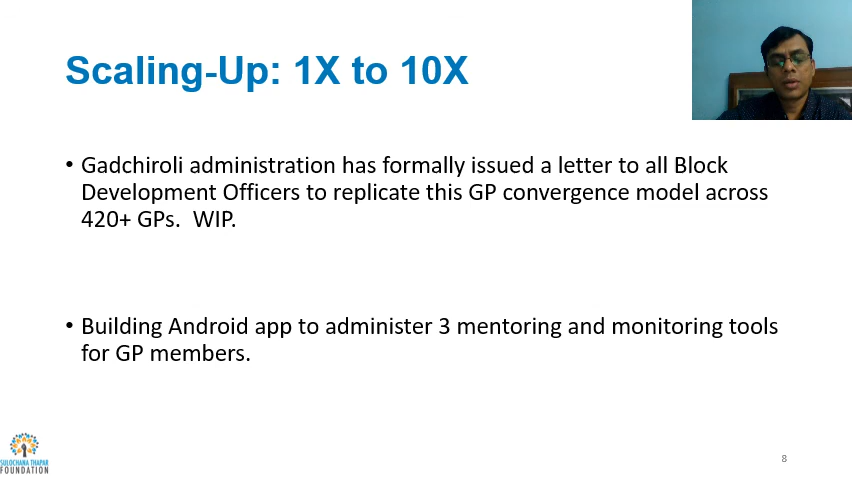 Scaling-Up: 1X to 10X
• Gadchiroli administration has formally issued a letter to all Block
Development Officers to replicate this GP convergence model across
420+ GPs.  WIP.
• Building Android app to administer 3 mentoring and monitoring tools
for GP members.
SULOCHANA THAPAR
FOUNDATION
8